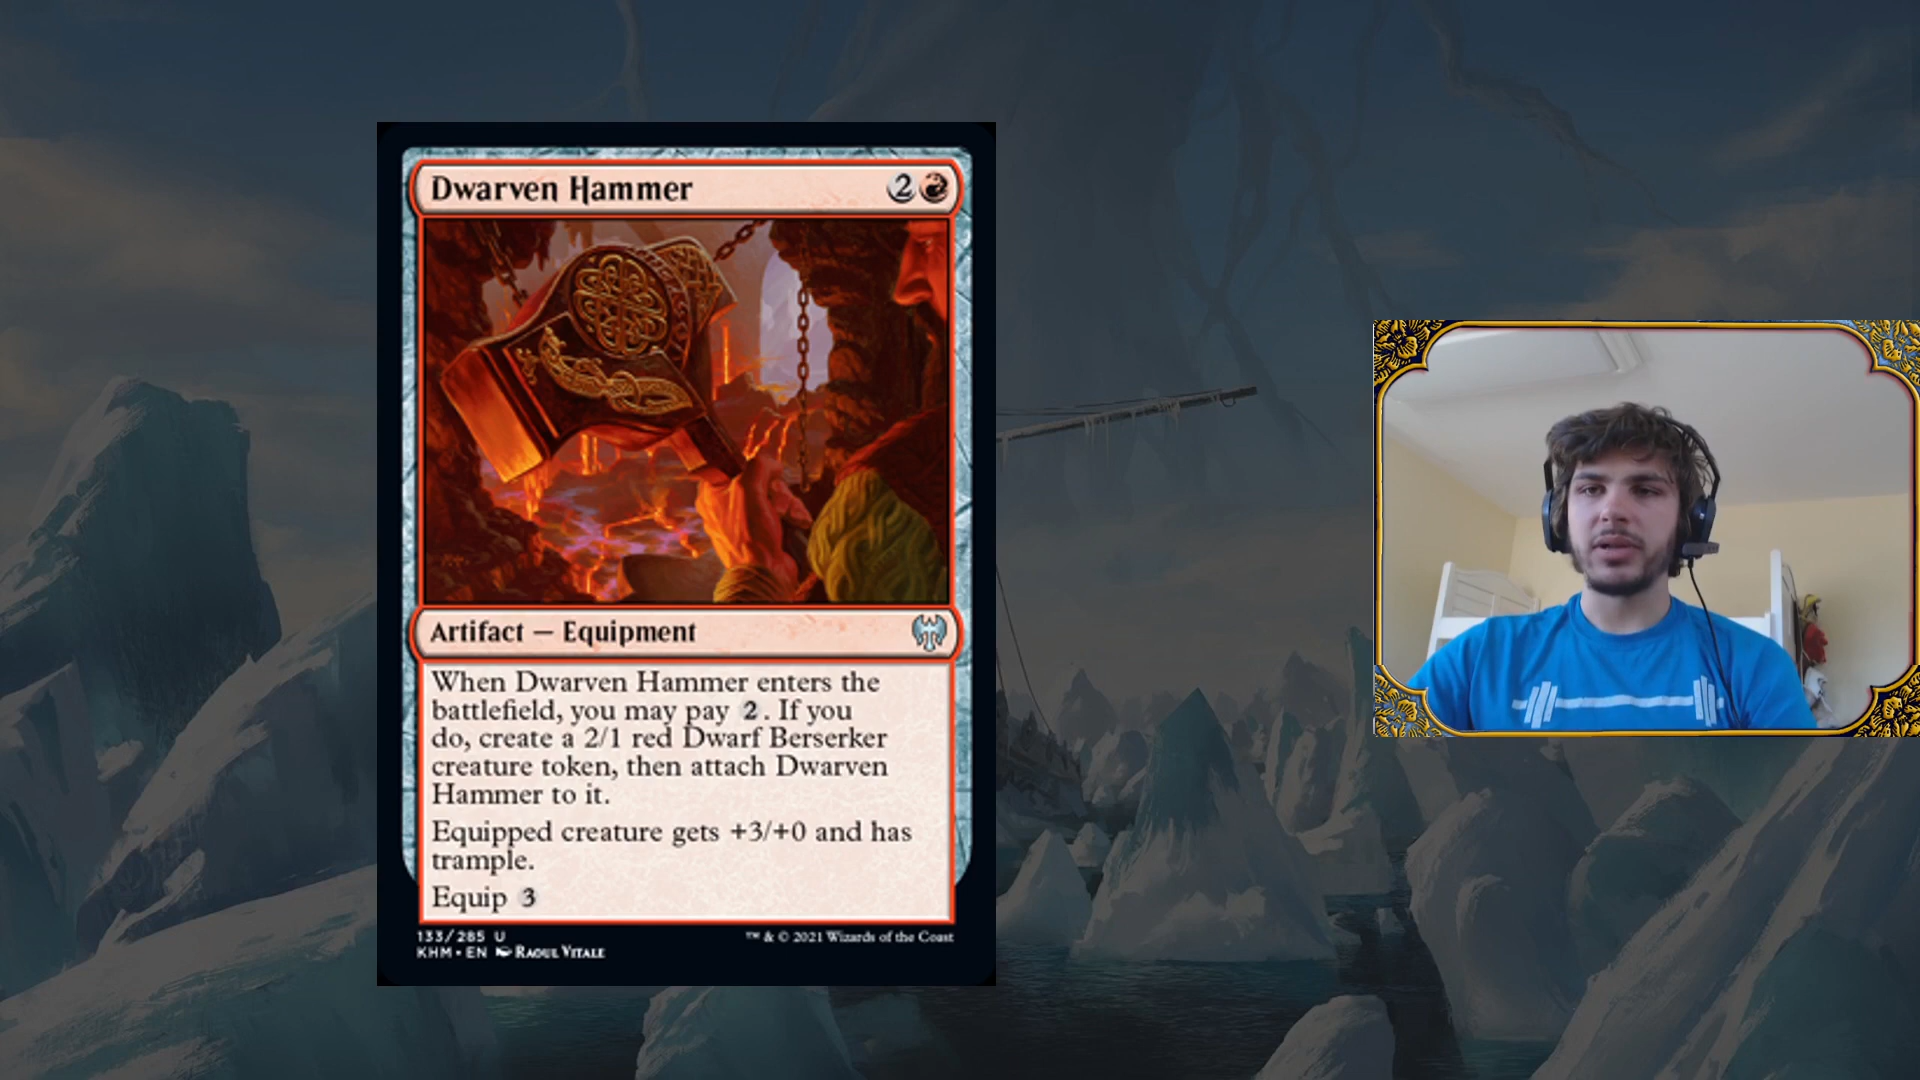 Dwarven Hammer 2
Artifact — Equipment
When Dwarven Hammer enters the
battlefield, you may pay 2. If you
do, create a 2/1 red Dwarf Berserker
creature token, then attach Dwarven
Hammer to it.
Equipped creature gets +3/+0 and has
trample.
Equip 3
133/285 U
™ & © 2021 Wizards of the Coast
KHM • EN Raoul Vitale